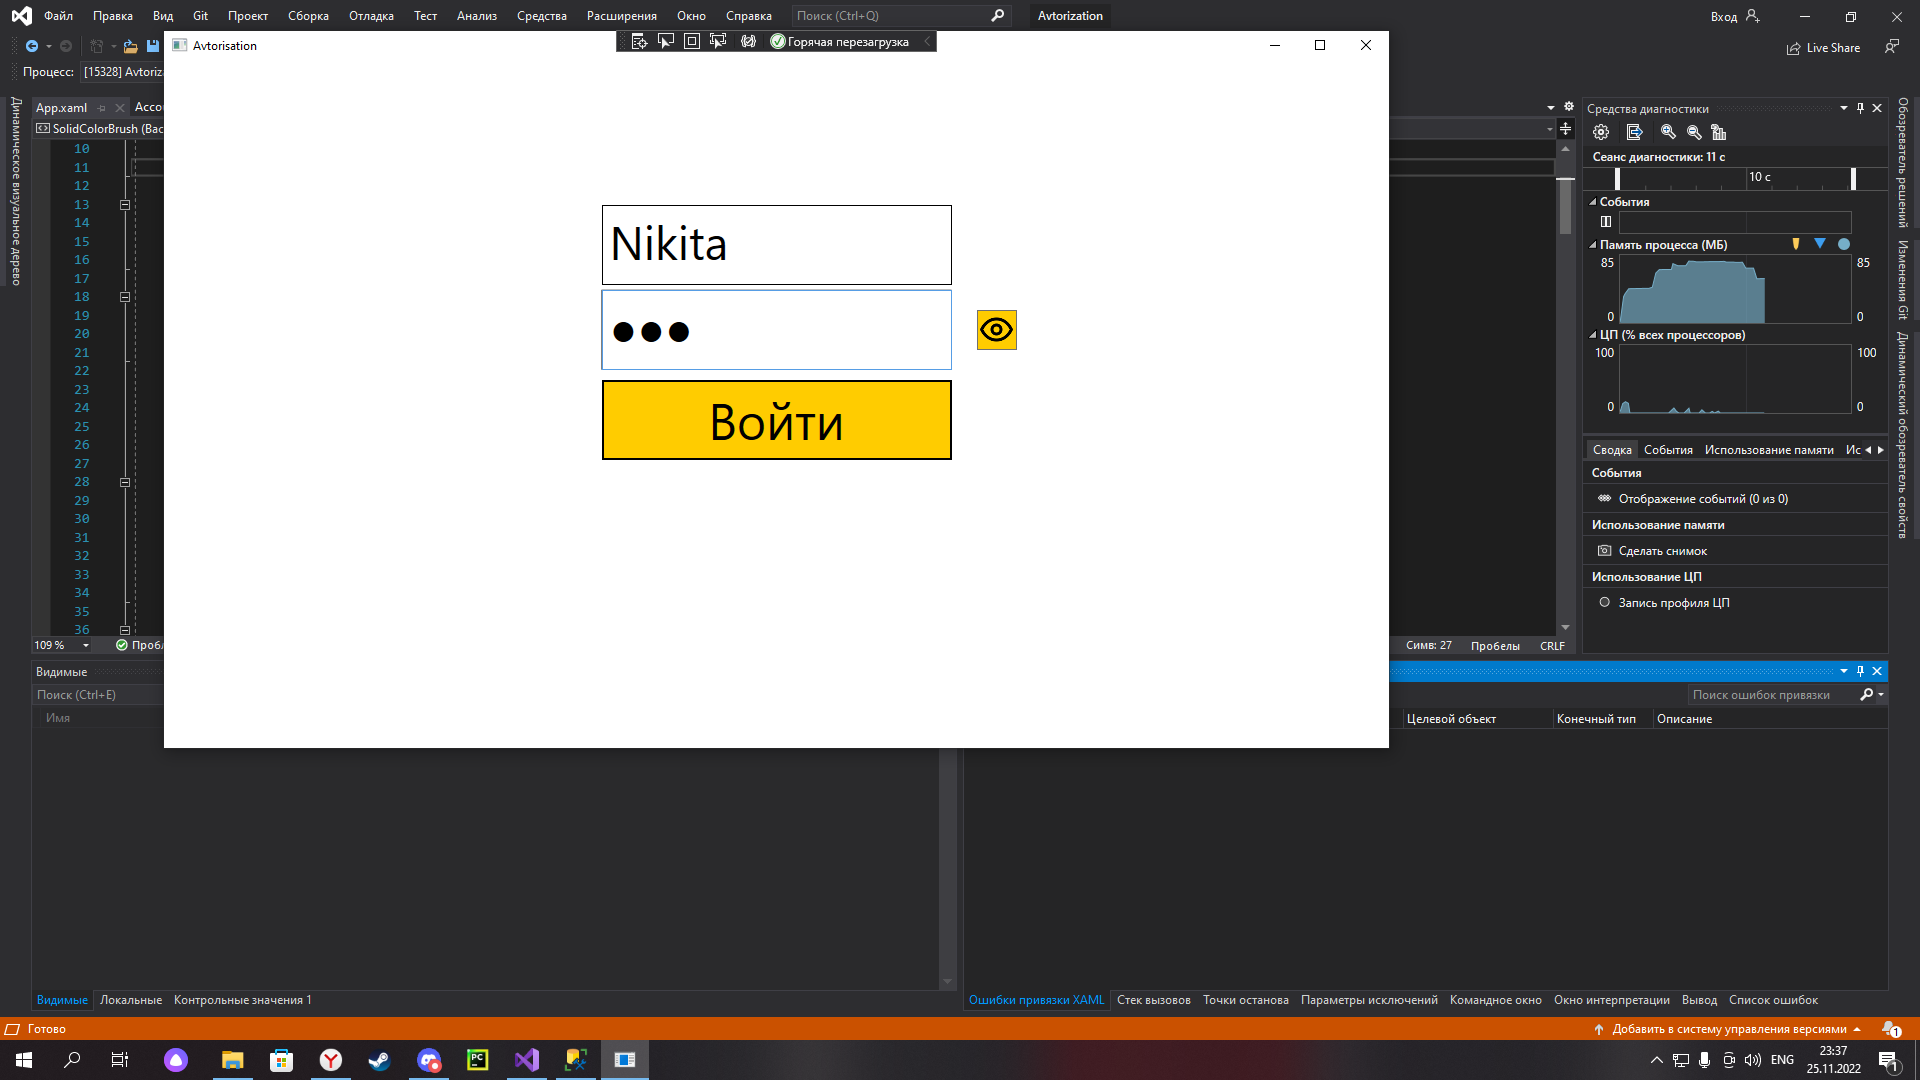 Файл Правка Вид Git Проект Сборка Отладка Тест Анализ Средства Расширения Окно Справка Поиск (Ctrl+Q) Avtorization Вход
Live Share
Процесс: [15328] Avtoriza
Avtorisation
Горячая перезагрузка
Nikita
●●●
Войти
App.xaml Acco
SolidColorBrush (Bac
10
11
12
13
14
15
16
17
18
19
20
21
22
23
24
25
26
27
28
29
30
31
32
33
34
35
36
109 % Пробл
Симв: 27 Пробелы CRLF
Динамическое визуальное дерево
Средства диагностики
Сеанс диагностики: 11 с
10 с
События
Память процесса (МБ)
85 85
0 0
ЦП (% всех процессоров)
100 100
0 0
Сводка События Использование памяти Ис
События
Отображение событий (0 из 0)
Использование памяти
Сделать снимок
Использование ЦП
Запись профиля ЦП
Обозреватель решений
Изменения Git
Динамический обозреватель свойств
Видимые
Поиск (Ctrl+E)
Имя
Поиск ошибок привязки
Целевой объект Конечный тип Описание
Видимые Локальные Контрольные значения 1
Ошибки привязки XAML Стек вызовов Точки останова Параметры исключений Командное окно Окно интерпретации Вывод Список ошибок
Готово
Добавить в систему управления версиями 1
PC
ENG
23:37
25.11.2022
1